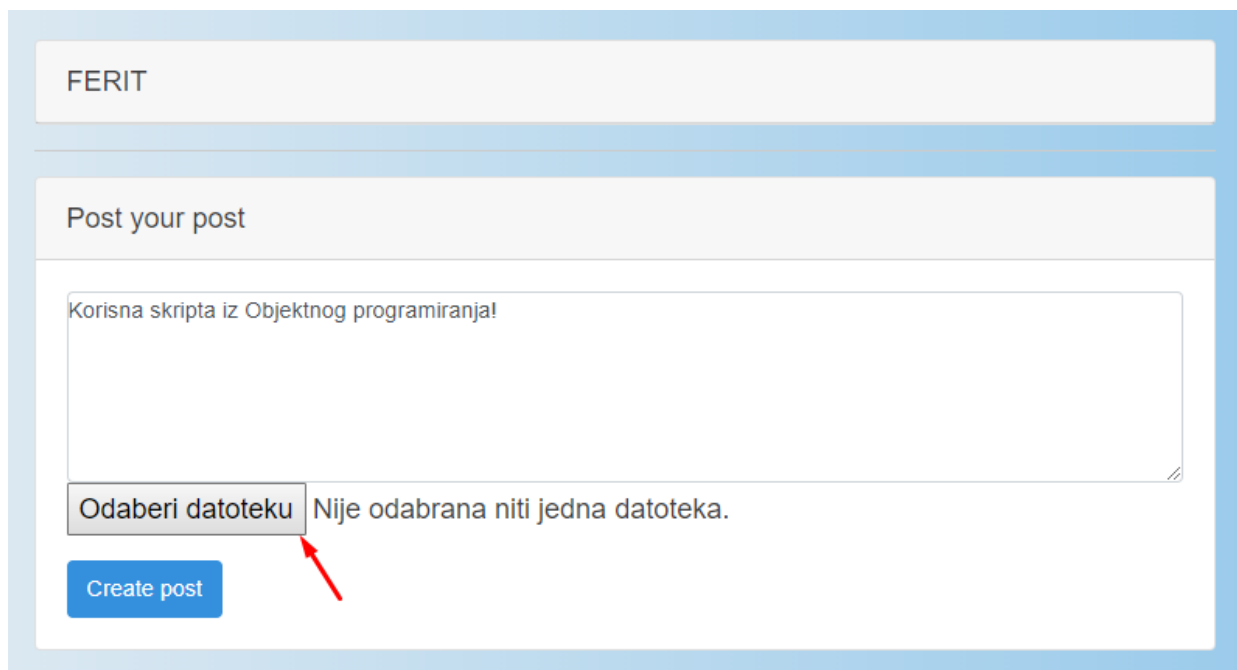 FERIT
Post your post
Korisna skripta iz Objektnog programiranja!
Odaberi datoteku Nije odabrana niti jedna datoteka.
Create post